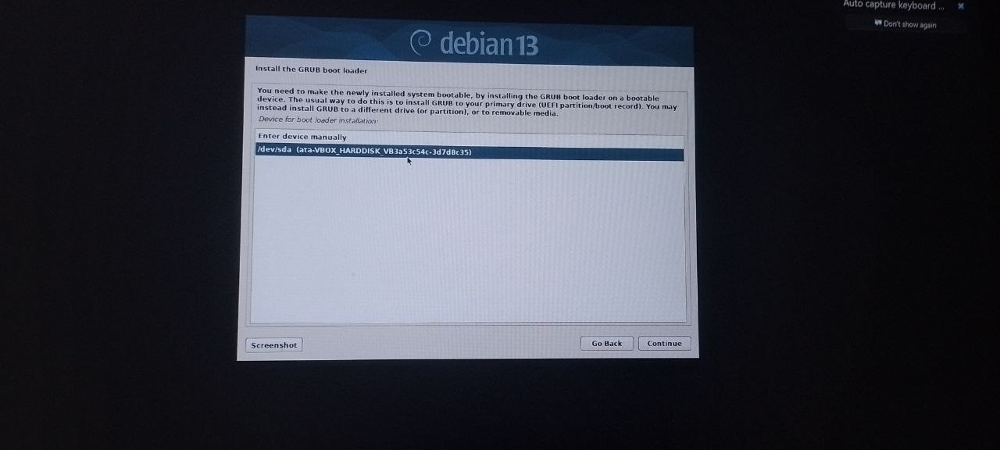 Auto capture keyboard ...
Don't show again
debian 13
Install the GRUB boot loader
You need to make the newly installed system bootable, by installing the GRUB boot loader on a bootable
device. The usual way to do this is to install GRUB to your primary drive (UEFI partition/boot record). You may
instead install GRUB to a different drive (or partition), or to removable media.
Device for boot loader installation:
Enter device manually
/dev/sda (ata-VBOX_HARDDISK_VB3a53c54c-3d7d8c35)
Screenshot
Go Back
Continue